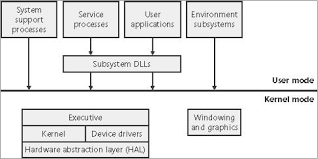 System
support
processes
Service
processes
User
applications
Environment
subsystems
Subsystem DLLs
User mode
Kernel mode
Executive
Kernel
Device drivers
Hardware abstraction layer (HAL)
Windowing
and graphics